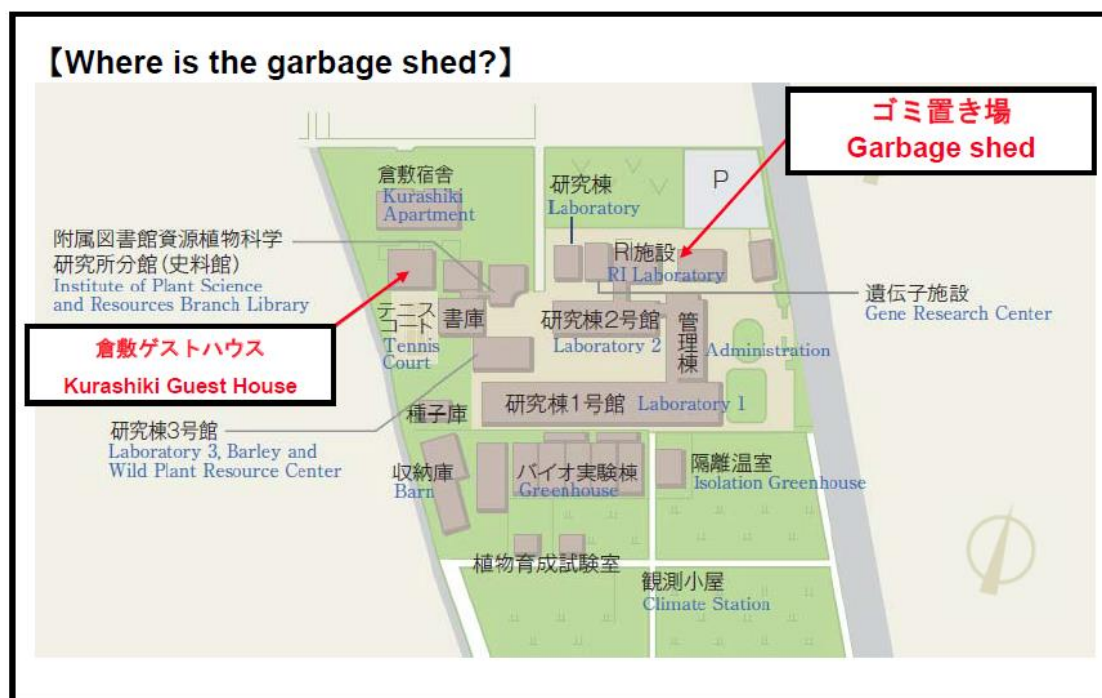 【Where is the garbage shed?】
ゴミ置き場
Garbage shed
倉敷宿舎
Kurashiki
Apartment
研究棟
Laboratory
P
附属図書館資源植物科学
研究所分館(史料館)
Institute of Plant Science
and Resources Branch Library
RI施設
RI Laboratory
遺伝子施設
Gene Research Center
倉敷ゲストハウス
Kurashiki Guest House
テニス
コート
Tennis
Court
書庫
研究棟2号館
Laboratory 2
管理棟
Administration
研究棟1号館 Laboratory 1
種子庫
研究棟3号館
Laboratory 3, Barley and
Wild Plant Resource Center
収納庫
Barn
バイオ実験棟
Greenhouse
隔離温室
Isolation Greenhouse
植物育成試験室
観測小屋
Climate Station